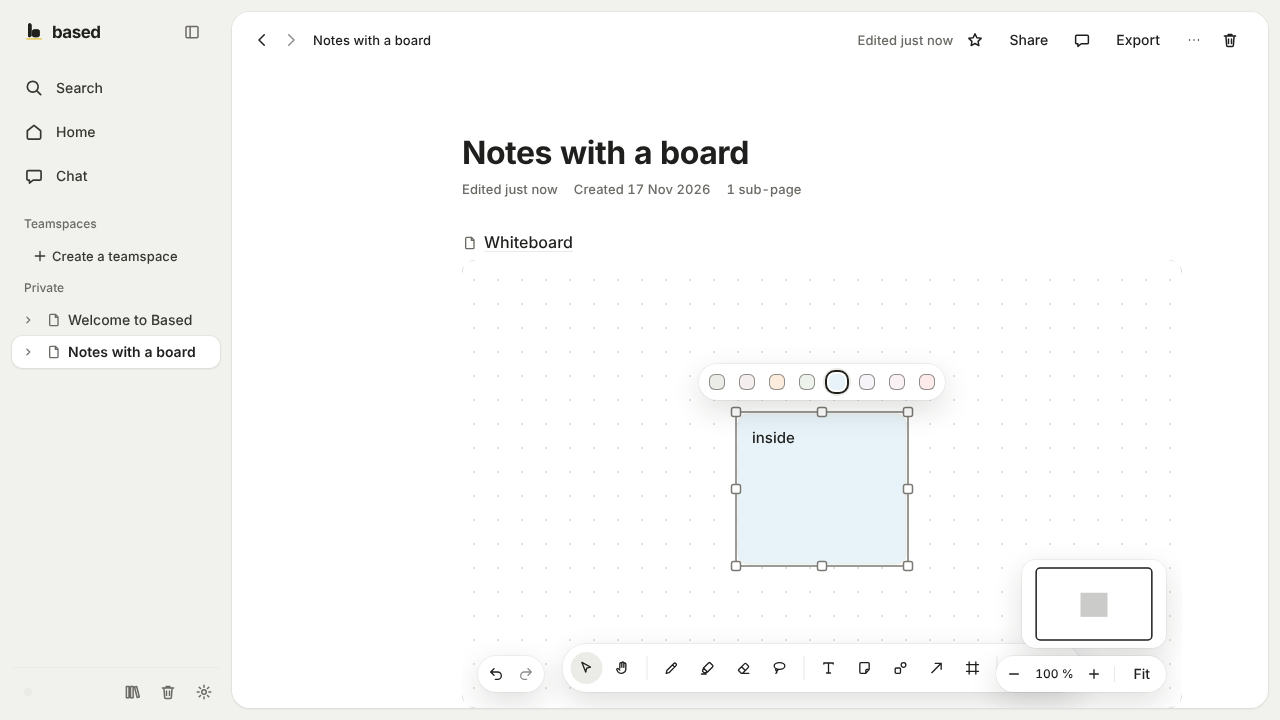 based
Search
Home
Chat
Teamspaces
Create a teamspace
Private
Welcome to Based
Notes with a board
Notes with a board
Edited just now
Share
Export
Notes with a board
Edited just now Created 17 Nov 2026 1 sub-page
Whiteboard
inside
100 %
Fit